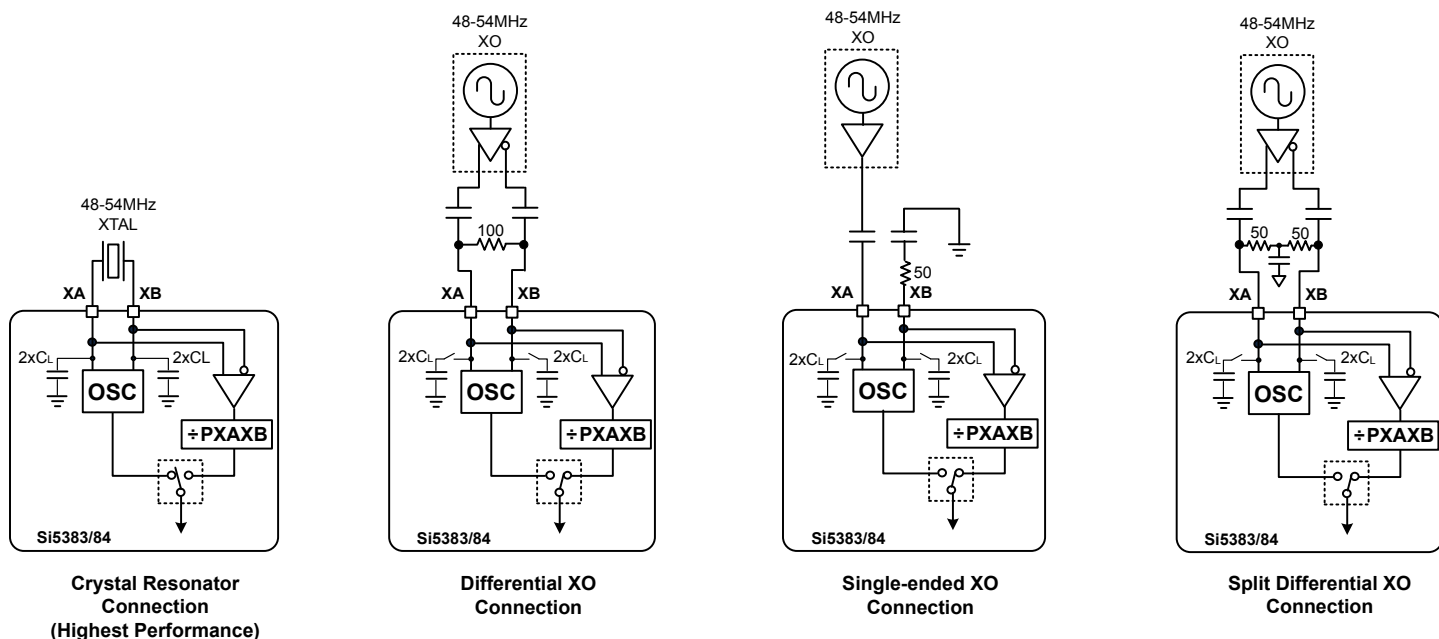 48-54MHz
XTAL
XA
XB
2xCL
2xCL
OSC
÷PXAXB
Si5383/84
Crystal Resonator
Connection
(Highest Performance)
48-54MHz
XO
100
XA
XB
2xCL
2xCL
OSC
÷PXAXB
Si5383/84
Differential XO
Connection
48-54MHz
XO
50
XA
XB
2xCL
2xCL
OSC
÷PXAXB
Si5383/84
Single-ended XO
Connection
48-54MHz
XO
50
50
XA
XB
2xCL
2xCL
OSC
÷PXAXB
Si5383/84
Split Differential XO
Connection